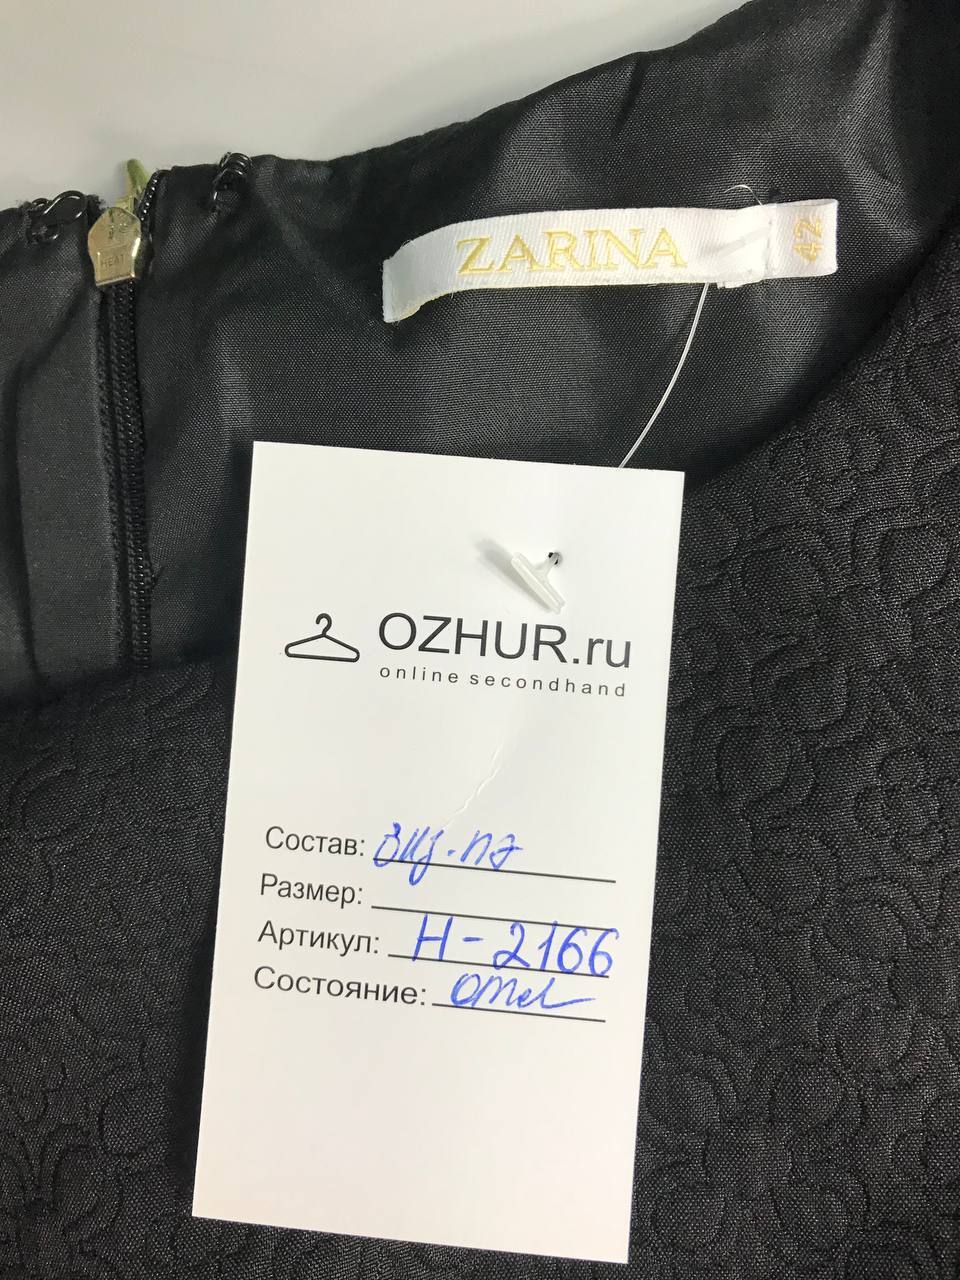 ZARINA
42
OZHUR.ru
online secondhand
Состав:
Размер:
Артикул: Н-2166
Состояние: отл